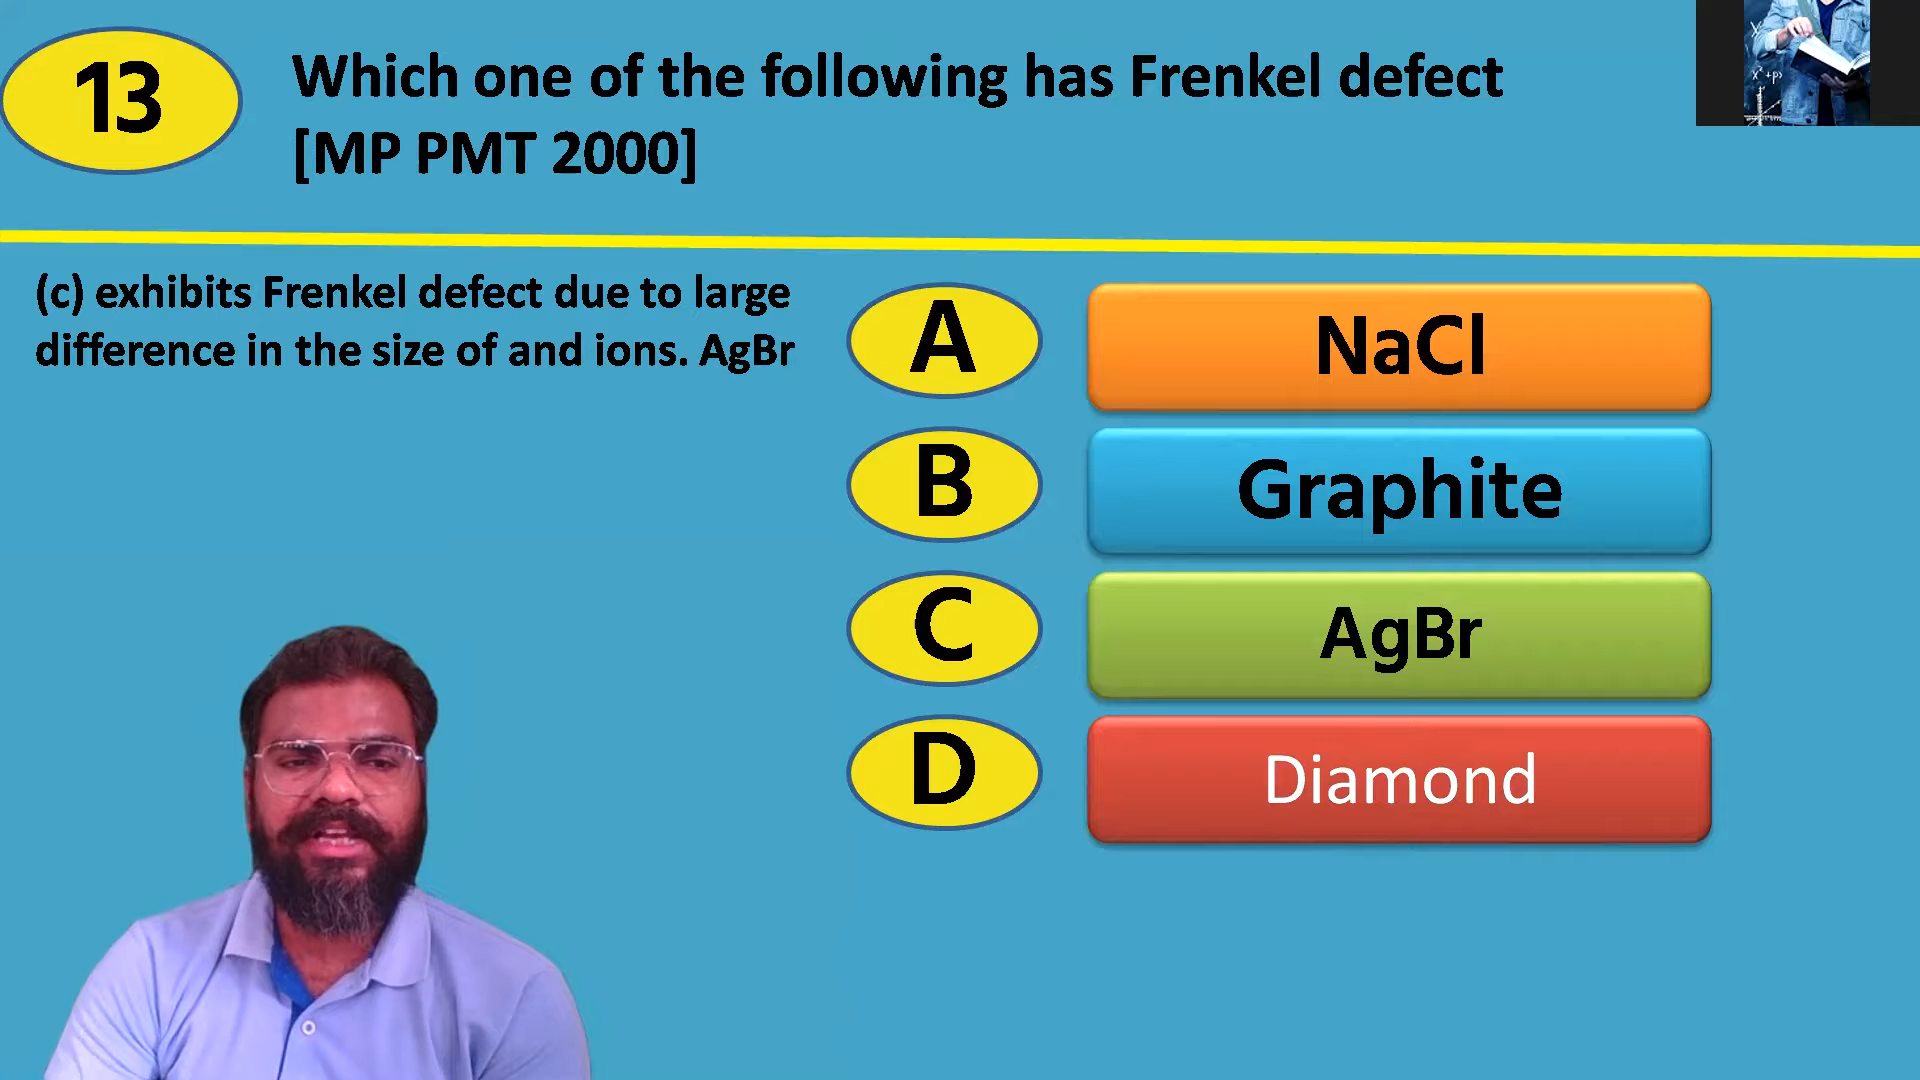 13
Which one of the following has Frenkel defect
[MP PMT 2000]
(c) exhibits Frenkel defect due to large
difference in the size of and ions. AgBr
A
NaCl
B
Graphite
C
AgBr
D
Diamond